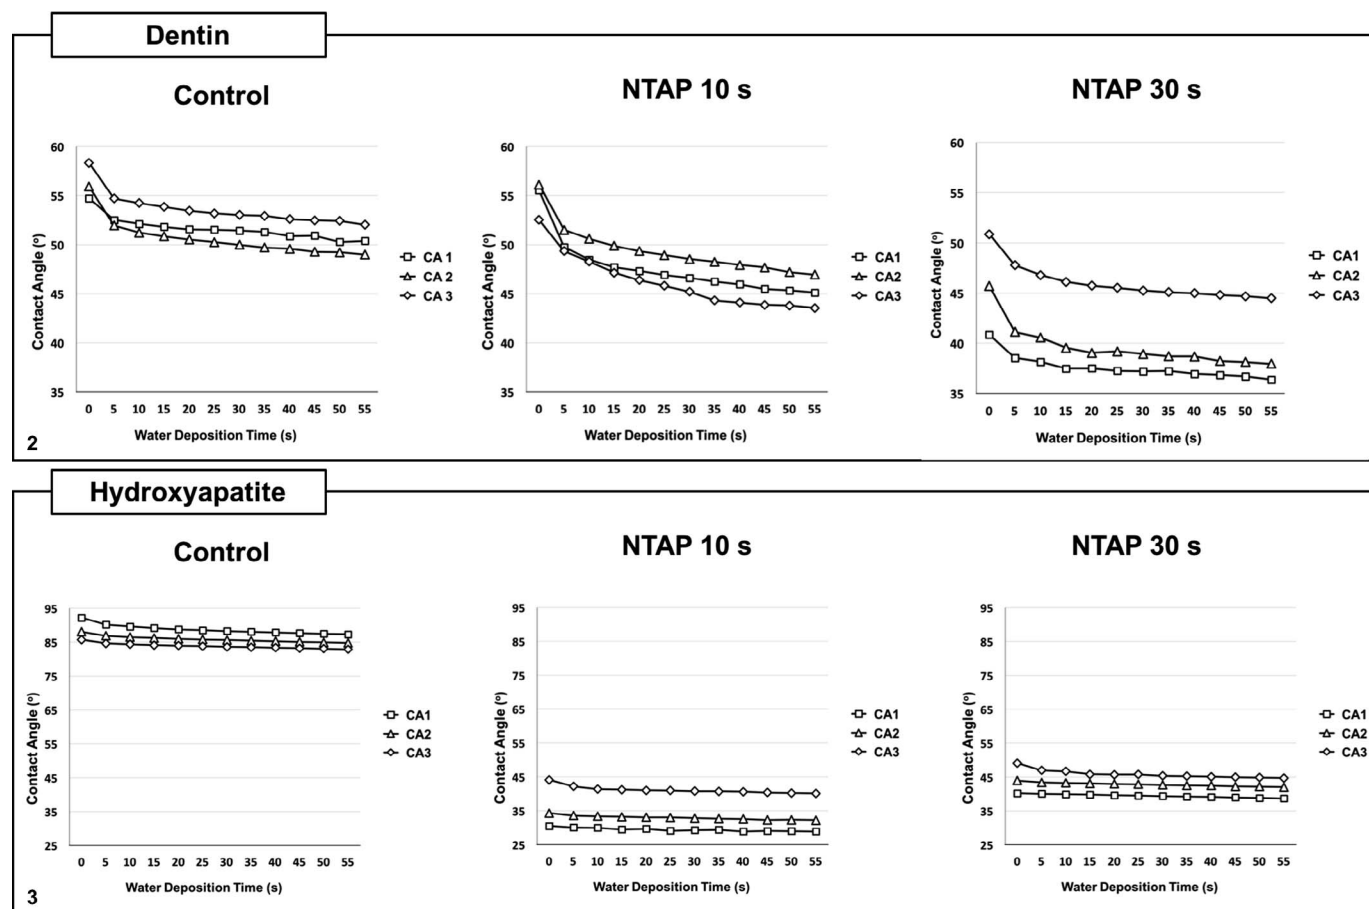 Dentin
Control
NTAP 10 s
NTAP 30 s
60
55
50
45
40
35
Contact Angle (º)
0 5 10 15 20 25 30 35 40 45 50 55
Water Deposition Time (s)
CA 1
CA 2
CA 3
60
55
50
45
40
35
Contact Angle (º)
0 5 10 15 20 25 30 35 40 45 50 55
Water Deposition Time (s)
CA1
CA2
CA3
60
55
50
45
40
35
Contact Angle (º)
0 5 10 15 20 25 30 35 40 45 50 55
Water Deposition Time (s)
CA1
CA2
CA3
2
Hydroxyapatite
Control
NTAP 10 s
NTAP 30 s
95
85
75
65
55
45
35
25
Contact Angle (º)
0 5 10 15 20 25 30 35 40 45 50 55
Water Deposition Time (s)
CA1
CA2
CA3
95
85
75
65
55
45
35
25
Contact Angle (º)
0 5 10 15 20 25 30 35 40 45 50 55
Water Deposition Time (s)
CA1
CA2
CA3
95
85
75
65
55
45
35
25
Contact Angle (º)
0 5 10 15 20 25 30 35 40 45 50 55
Water Deposition Time (s)
CA1
CA2
CA3
3